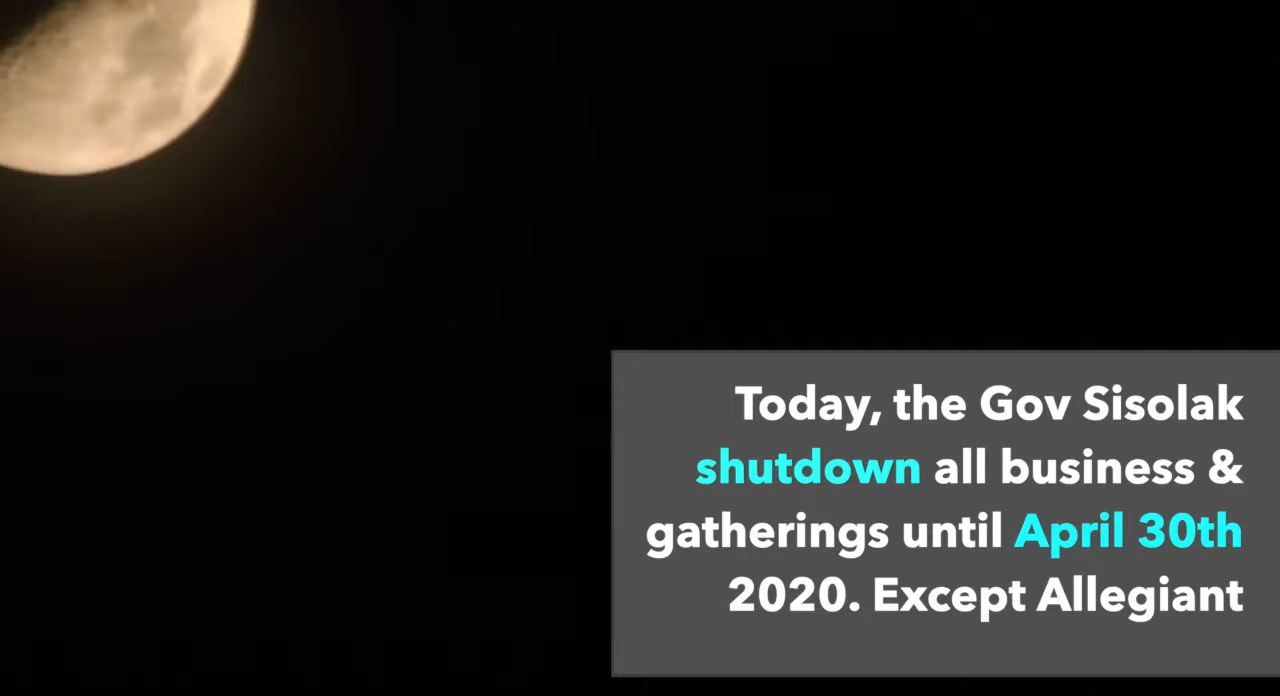 Today, the Gov Sisolak
shutdown all business &
gatherings until April 30th
2020. Except Allegiant